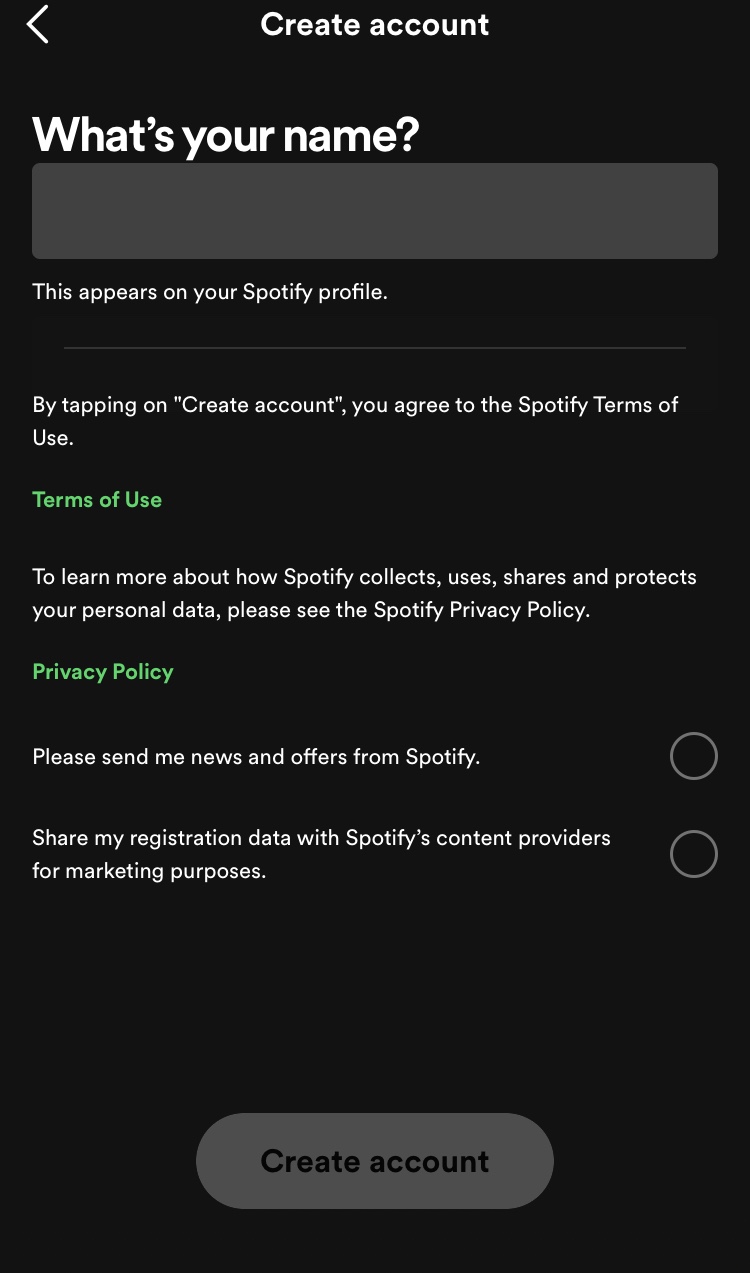 Create account
What’s your name?
This appears on your Spotify profile.
By tapping on "Create account", you agree to the Spotify Terms of
Use.
Terms of Use
To learn more about how Spotify collects, uses, shares and protects
your personal data, please see the Spotify Privacy Policy.
Privacy Policy
Please send me news and offers from Spotify.
Share my registration data with Spotify’s content providers
for marketing purposes.
Create account